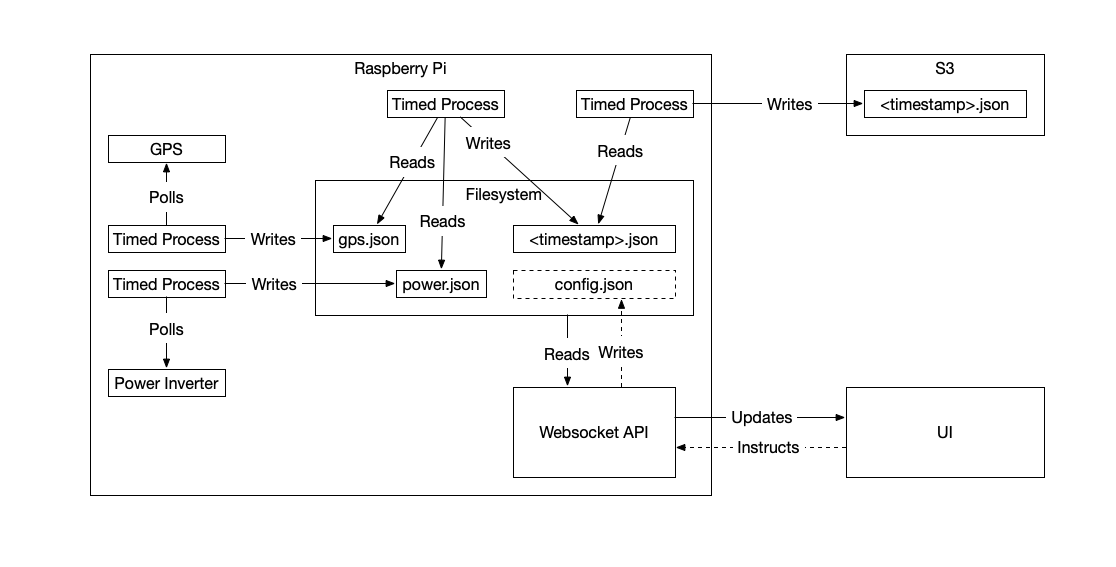 Raspberry Pi
S3
Timed Process
Timed Process
Writes
<timestamp>.json
GPS
Writes
Reads
Reads
Polls
Filesystem
Reads
Timed Process
Writes
gps.json
<timestamp>.json
Timed Process
Writes
power.json
config.json
Polls
Reads
Writes
Power Inverter
Websocket API
Updates
Instructs
UI